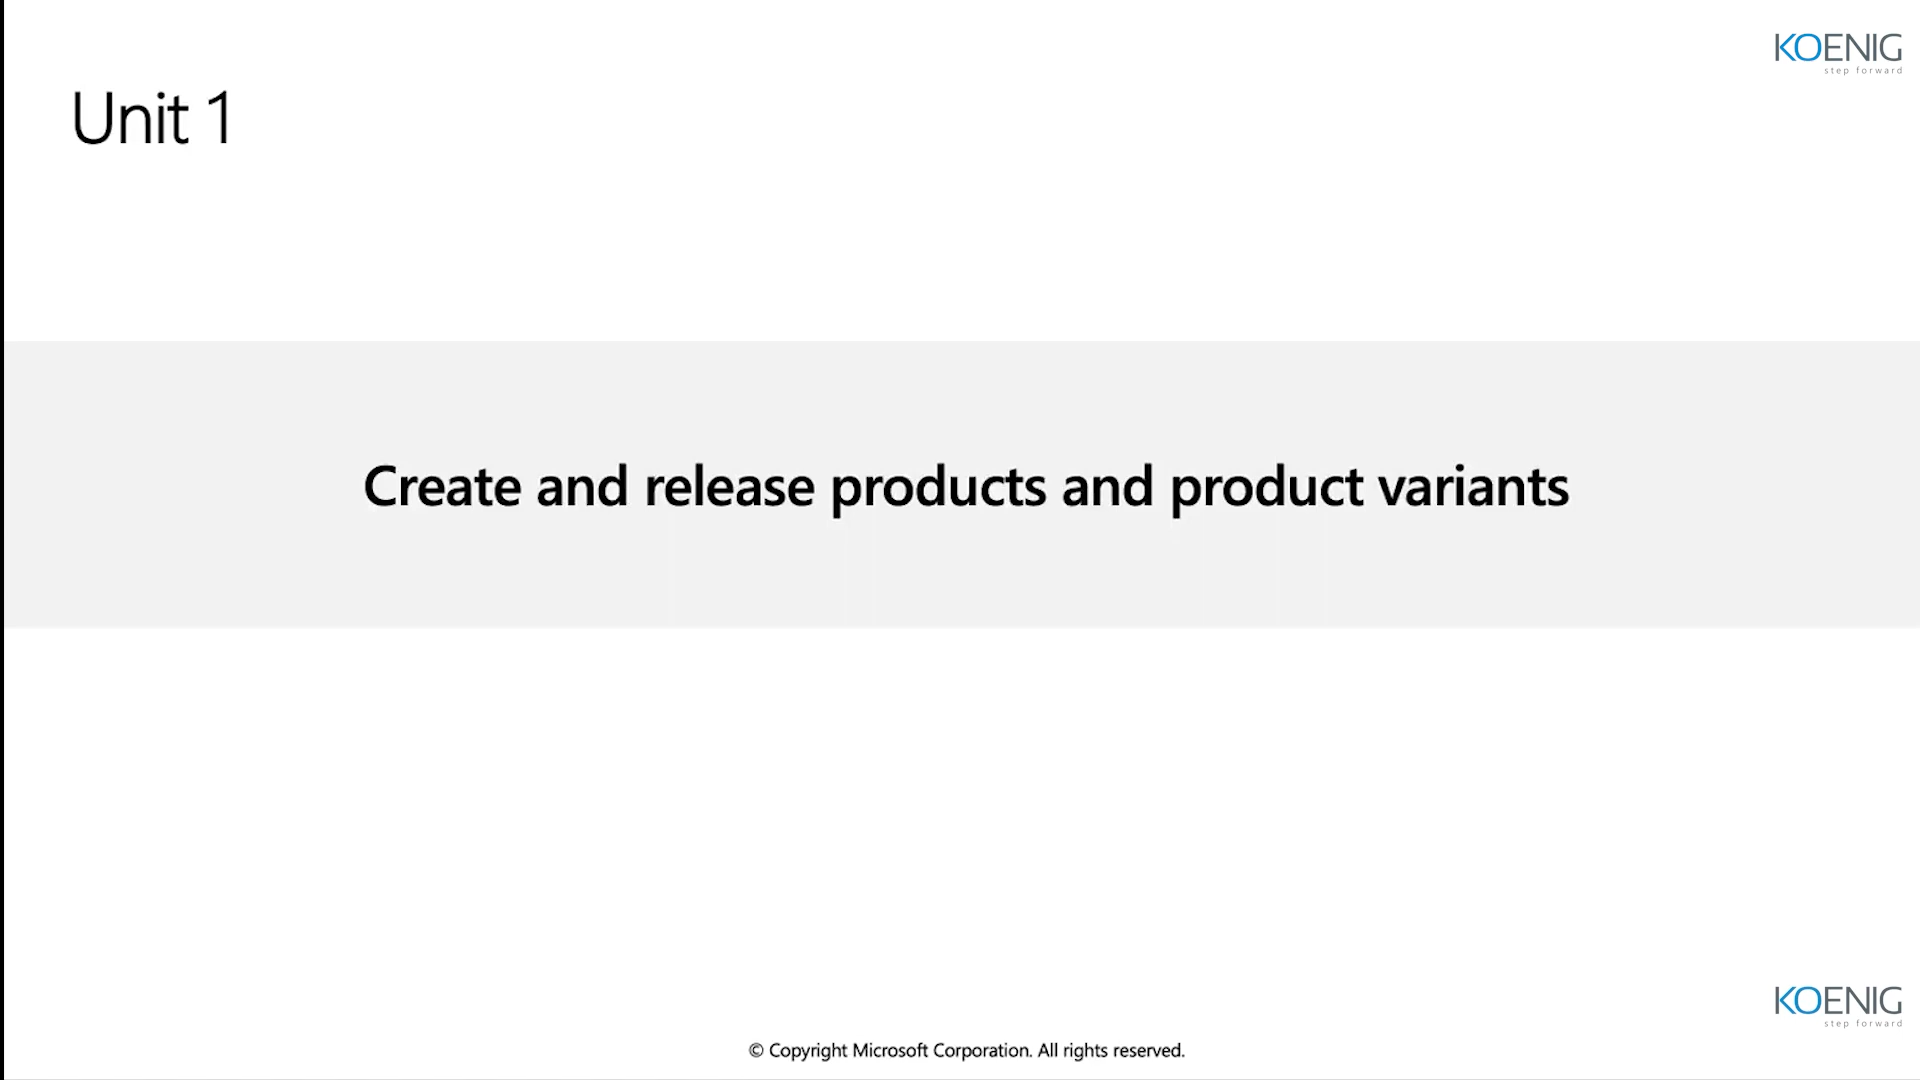 KOENIG
step forward
Unit 1
Create and release products and product variants
KOENIG
step forward
© Copyright Microsoft Corporation. All rights reserved.